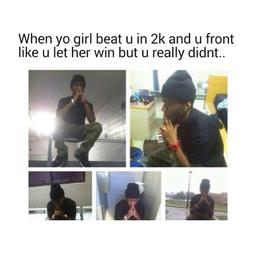 When yo girl beat u in 2k and u front
like u let her win but u really didnt..